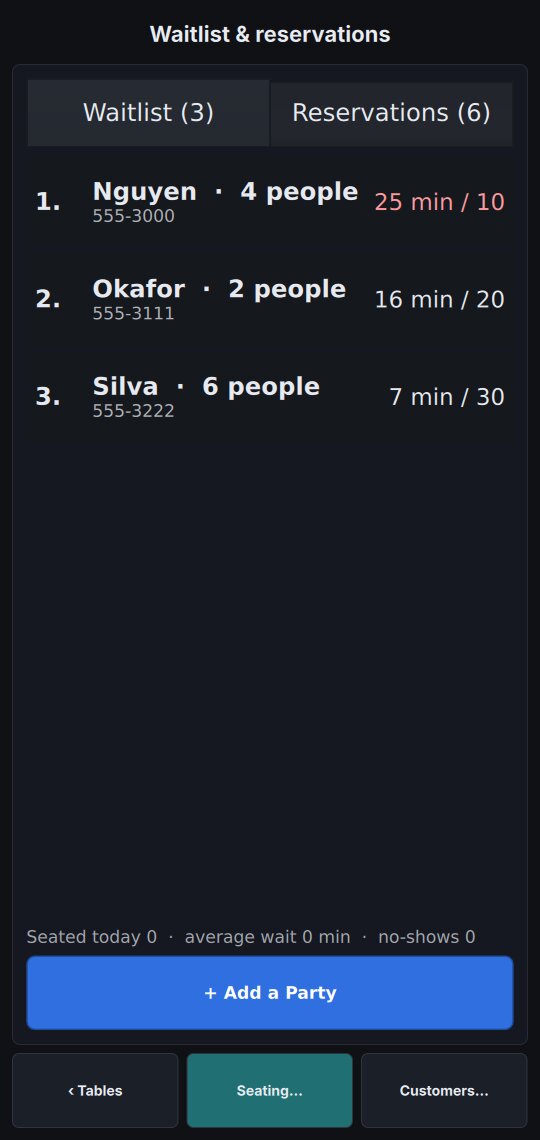 Waitlist & reservations
Waitlist (3)
Reservations (6)
1.
Nguyen · 4 people
555-3000
25 min / 10
2.
Okafor · 2 people
555-3111
16 min / 20
3.
Silva · 6 people
555-3222
7 min / 30
Seated today 0 · average wait 0 min · no-shows 0
+ Add a Party
‹ Tables
Seating...
Customers...